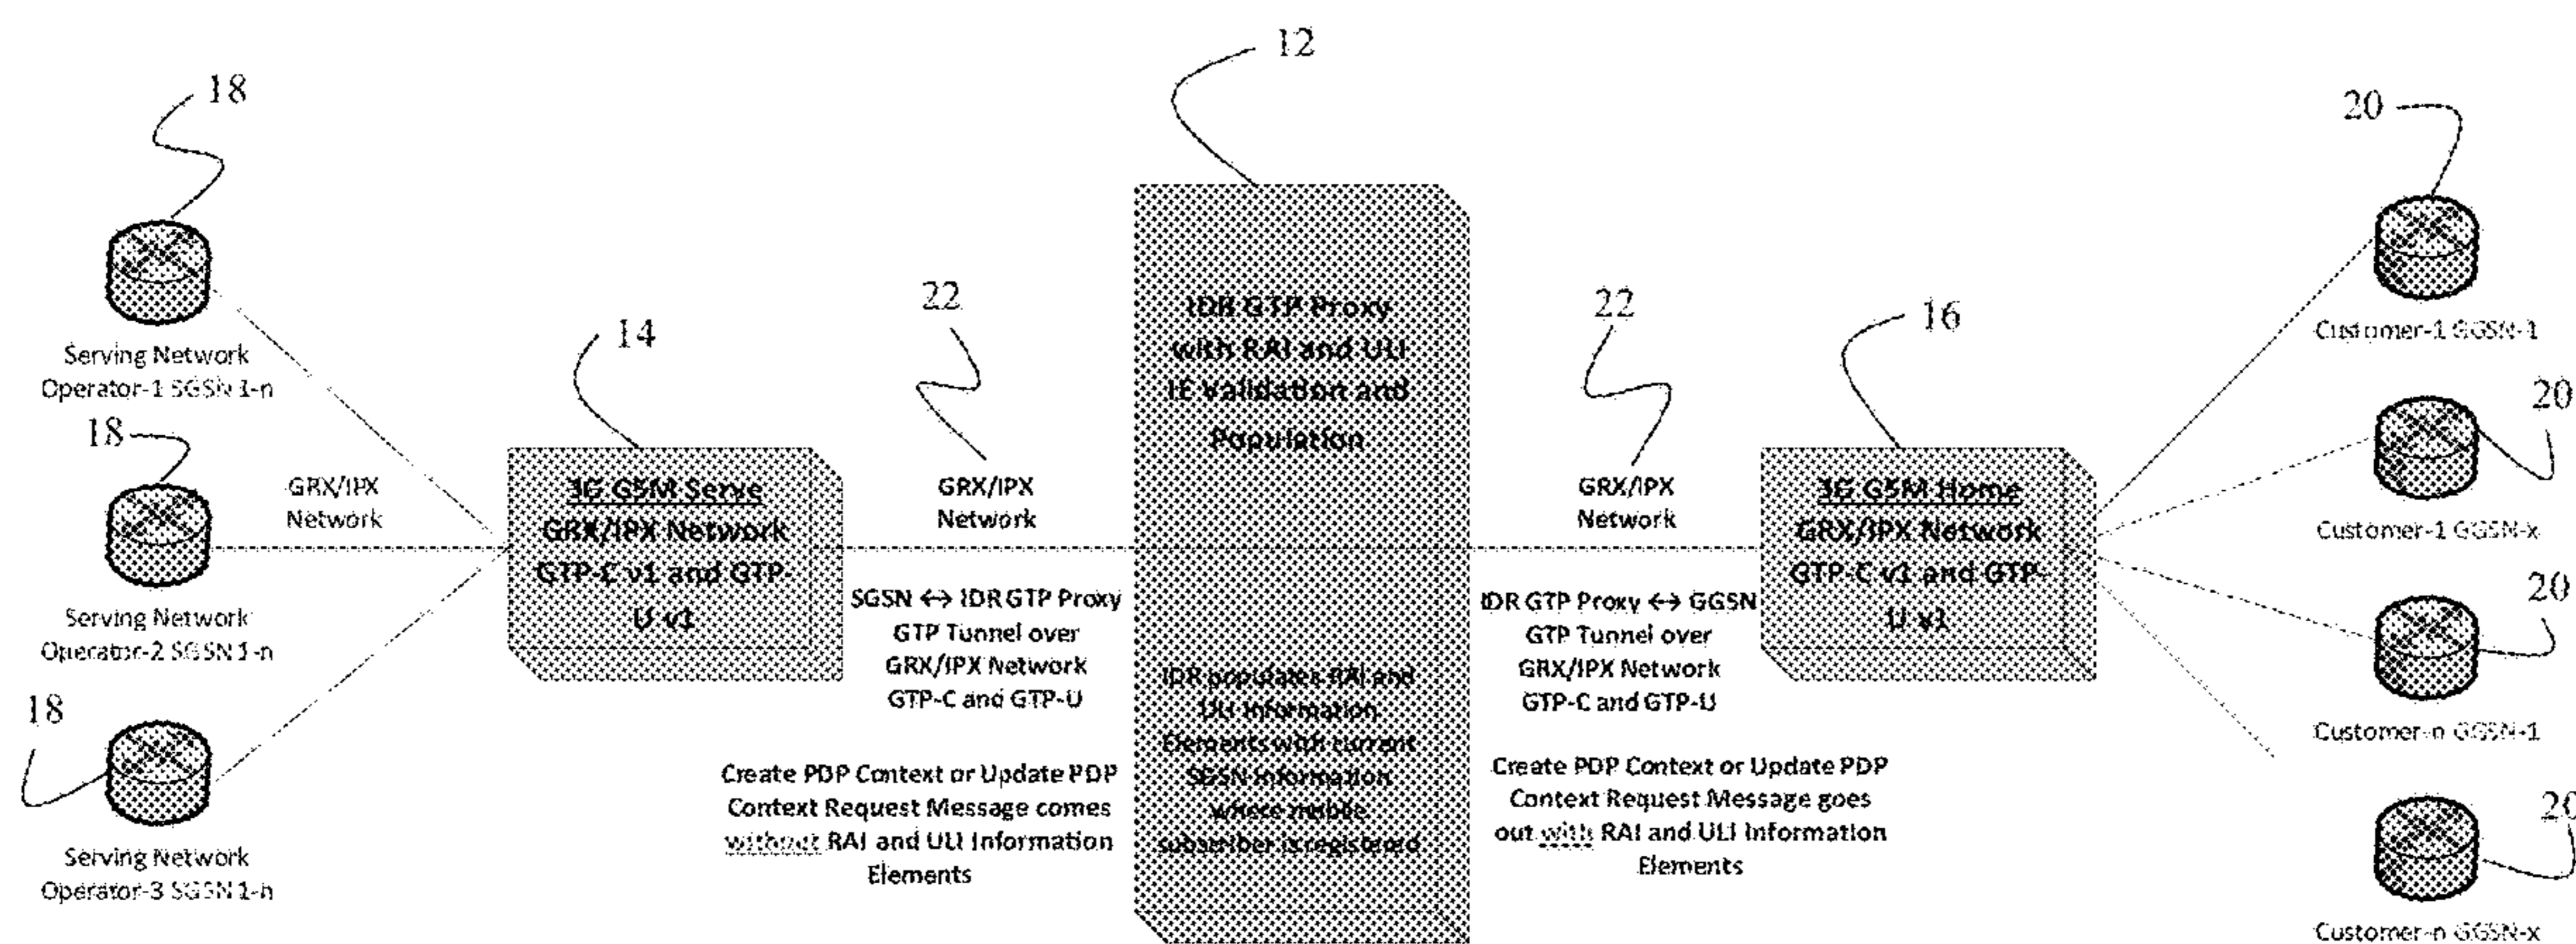 12
18
20
Serving Network
Operator-1 SGSN 1-n
18
GRX/IPX
Network
Serving Network
Operator-2 SGSN 1-n
18
Serving Network
Operator-3 SGSN 1-n
14
3G GSM Serve
GRX/IPX Network
GTP-C v1 and GTP-
U v1
22
GRX/IPX
Network
SGSN ↔ IDR GTP Proxy
GTP Tunnel over
GRX/IPX Network
GTP-C and GTP-U
Create PDP Context or Update PDP
Context Request Message comes
without RAI and ULI Information
Elements
IDR GTP Proxy
with RAI and ULI
IE Validation and
Population
IDR populates RAI and
ULI Information
Elements with current
SGSN Information
where mobile
subscriber is registered
22
GRX/IPX
Network
IDR GTP Proxy ↔ GGSN
GTP Tunnel over
GRX/IPX Network
GTP-C and GTP-U
Create PDP Context or Update PDP
Context Request Message goes
out with RAI and ULI Information
Elements
16
3G GSM Home
GRX/IPX Network
GTP-C v1 and GTP-
U v1
Customer-1 GGSN-1
20
Customer-1 GGSN-x
20
Customer-n GGSN-1
20
Customer-n GGSN-x